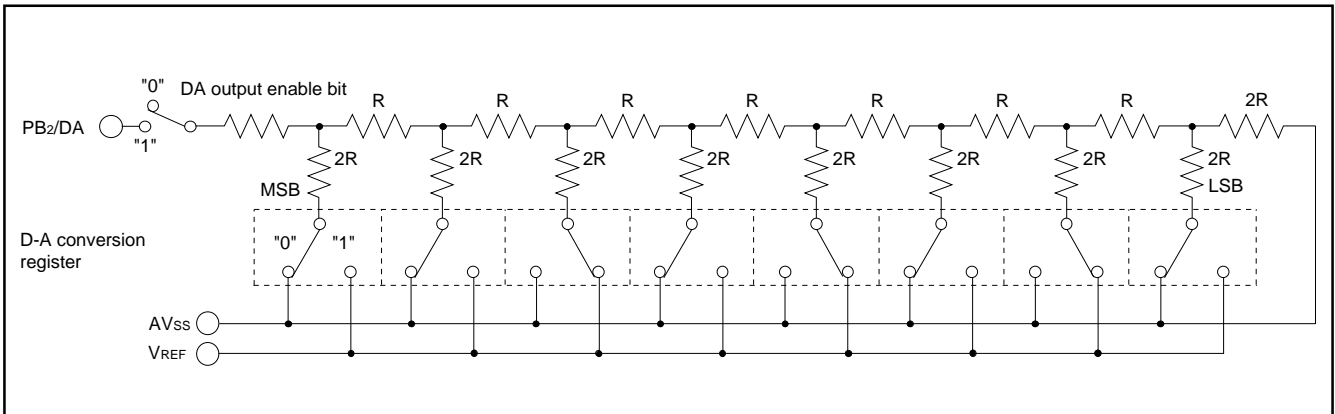 "0" DA output enable bit
R R R R R R R 2R
PB2/DA
"1"
2R 2R 2R 2R 2R 2R 2R 2R
MSB LSB
D-A conversion
register
"0" "1"
AVSS
VREF